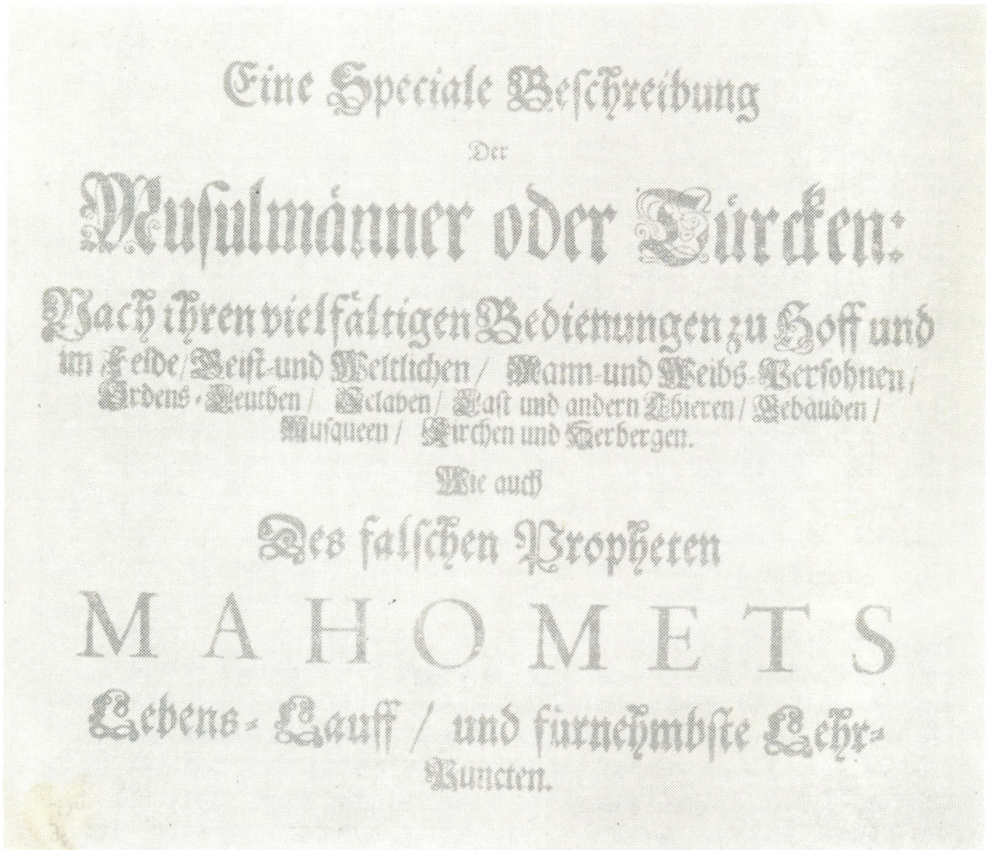 Eine Speciale Beschreibung
Der
Musulmänner oder Türcken:
Nach ihren vielfältigen Bedienungen zu Hoff und
im Felde/ Geist-und Weltlichen / Mann-und Weibs-Persohnen/
Ordens-Leuthen/ Sclaven/ Last und andern Thieren/ Gebäuden /
Musqueen / Kirchen und Herbergen.
Wie auch
Des falschen Propheten
MAHOMETS
Lebens-Lauff / und fürnehmbste Lehr-
Puncten.